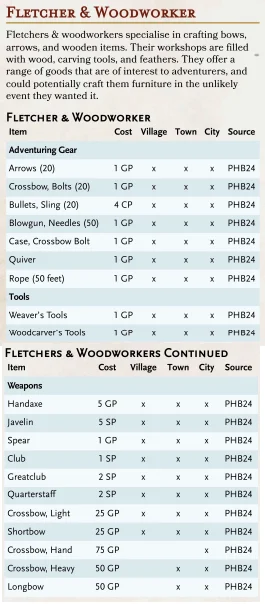 Fletcher & Woodworker
Fletchers & woodworkers specialise in crafting bows,
arrows, and wooden items. Their workshops are filled
with wood, carving tools, and feathers. They offer a
range of goods that are of interest to adventurers, and
could potentially craft them furniture in the unlikely
event they wanted it.
Fletcher & Woodworker
Item Cost Village Town City Source
Adventuring Gear
Arrows (20) 1 GP x x x PHB24
Crossbow, Bolts (20) 1 GP x x x PHB24
Bullets, Sling (20) 4 CP x x x PHB24
Blowgun, Needles (50) 1 GP x x x PHB24
Case, Crossbow Bolt 1 GP x x x PHB24
Quiver 1 GP x x x PHB24
Rope (50 feet) 1 GP x x x PHB24
Tools
Weaver's Tools 1 GP x x x PHB24
Woodcarver's Tools 1 GP x x x PHB24
Fletchers & Woodworkers Continued
Item Cost Village Town City Source
Weapons
Handaxe 5 GP x x x PHB24
Javelin 5 SP x x x PHB24
Spear 1 GP x x x PHB24
Club 1 SP x x x PHB24
Greatclub 2 SP x x x PHB24
Quarterstaff 2 SP x x x PHB24
Crossbow, Light 25 GP x x x PHB24
Shortbow 25 GP x x x PHB24
Crossbow, Hand 75 GP x PHB24
Crossbow, Heavy 50 GP x x PHB24
Longbow 50 GP x x PHB24